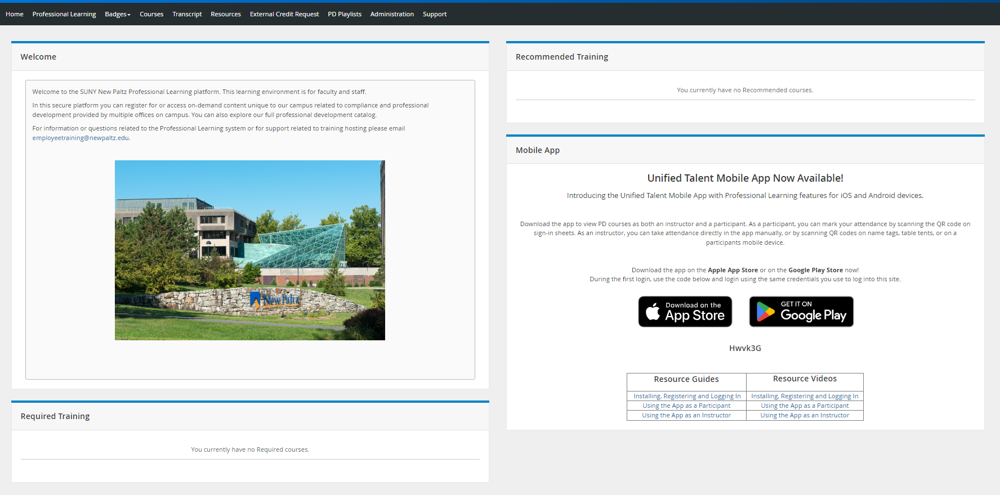 Home Professional Learning Badges Courses Transcript Resources External Credit Request PD Playlists Administration Support
Welcome
Welcome to the SUNY New Paltz Professional Learning platform. This learning environment is for faculty and staff.
In this secure platform you can register for or access on-demand content unique to our campus related to compliance and professional
development provided by multiple offices on campus. You can also explore our full professional development catalog.
For information or questions related to the Professional Learning system or for support related to training hosting please email
employeetraining@newpaltz.edu.
New Paltz
Required Training
You currently have no Required courses.
Recommended Training
You currently have no Recommended courses.
Mobile App
Unified Talent Mobile App Now Available!
Introducing the Unified Talent Mobile App with Professional Learning features for iOS and Android devices.
Download the app to view PD courses as both an instructor and a participant. As a participant, you can mark your attendance by scanning the QR code on
sign-in sheets. As an instructor, you can take attendance directly in the app manually, or by scanning QR codes on name tags, table tents, or on a
participants mobile device.
Download the app on the Apple App Store or on the Google Play Store now!
During the first login, use the code below and login using the same credentials you use to log into this site.
Download on the
App Store
GET IT ON
Google Play
Hwvk3G
Resource Guides Resource Videos
Installing, Registering and Logging In Installing, Registering and Logging In
Using the App as a Participant Using the App as a Participant
Using the App as an Instructor Using the App as an Instructor